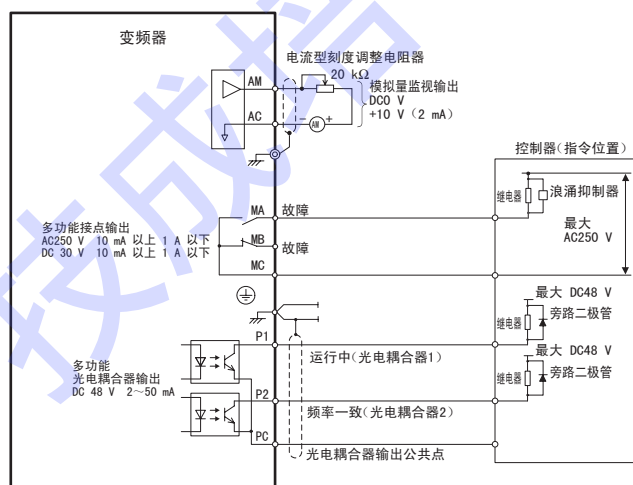 变频器
电流型刻度调整电阻器
20 kΩ
AM
模拟量监视输出
DC0 V
+10 V（2 mA）
AC
－ AM ＋
控制器（指令位置）
继电器
浪涌抑制器
最大
AC250 V
MA 故障
多功能接点输出
AC250 V 10 mA 以上 1 A 以下
DC 30 V 10 mA 以上 1 A 以下
MB 故障
MC
最大 DC48 V
继电器
旁路二极管
P1
运行中（光电耦合器1）
最大 DC48 V
继电器
旁路二极管
多功能
光电耦合器输出
DC 48 V 2～50 mA
P2
频率一致（光电耦合器2）
PC
光电耦合器输出公共点
技成培